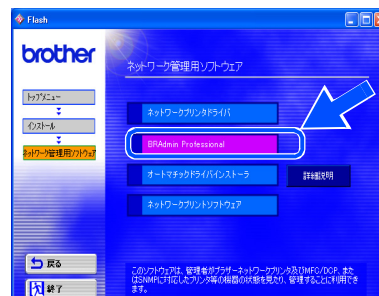 Flash
brother
ネットワーク管理用ソフトウェア
トップメニュー
インストール
ネットワーク管理用ソフトウェア
ネットワークプリンタドライバ
BRAdmin Professional
オートマチックドライバインストーラ
詳細説明
ネットワークプリントソフトウェア
戻る
終了
このソフトウェアは、管理者がブラザーネットワークプリンタ及びMFC/DCP、また
はSNMPに対応したプリンタ等の機器の状態を見たり、管理することに利用でき
ます。